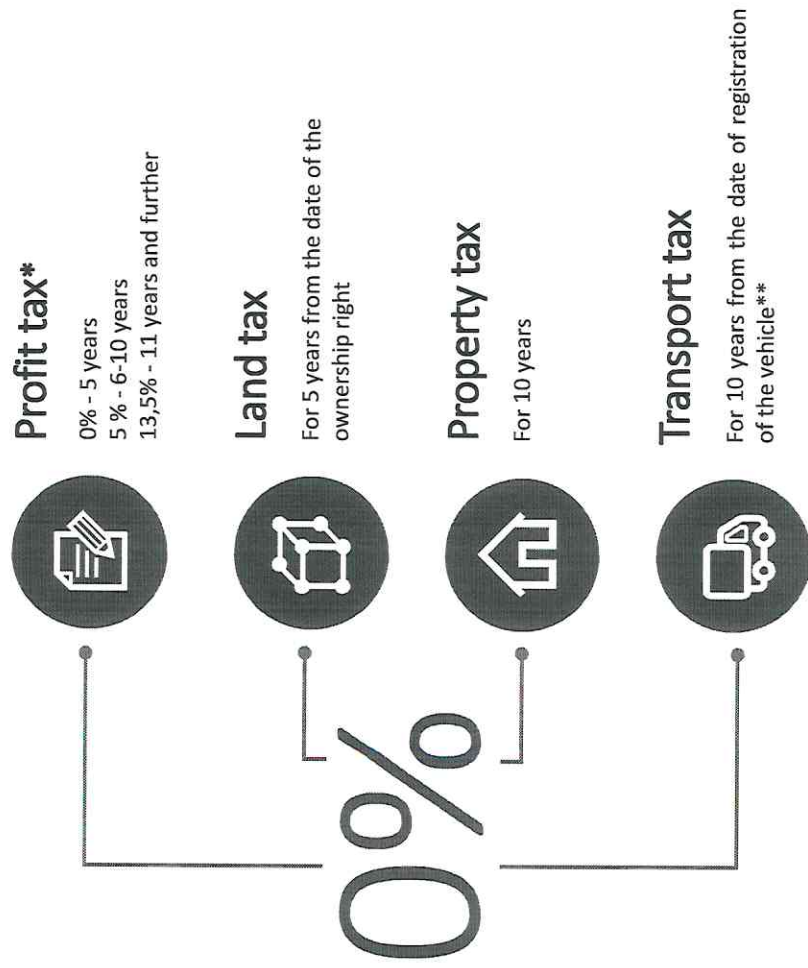 0%
Profit tax*
0% - 5 years
5 % - 6-10 years
13,5% - 11 years and further
Land tax
For 5 years from the date of the
ownership right
Property tax
For 10 years
Transport tax
For 10 years from the date of registration
of the vehicle**